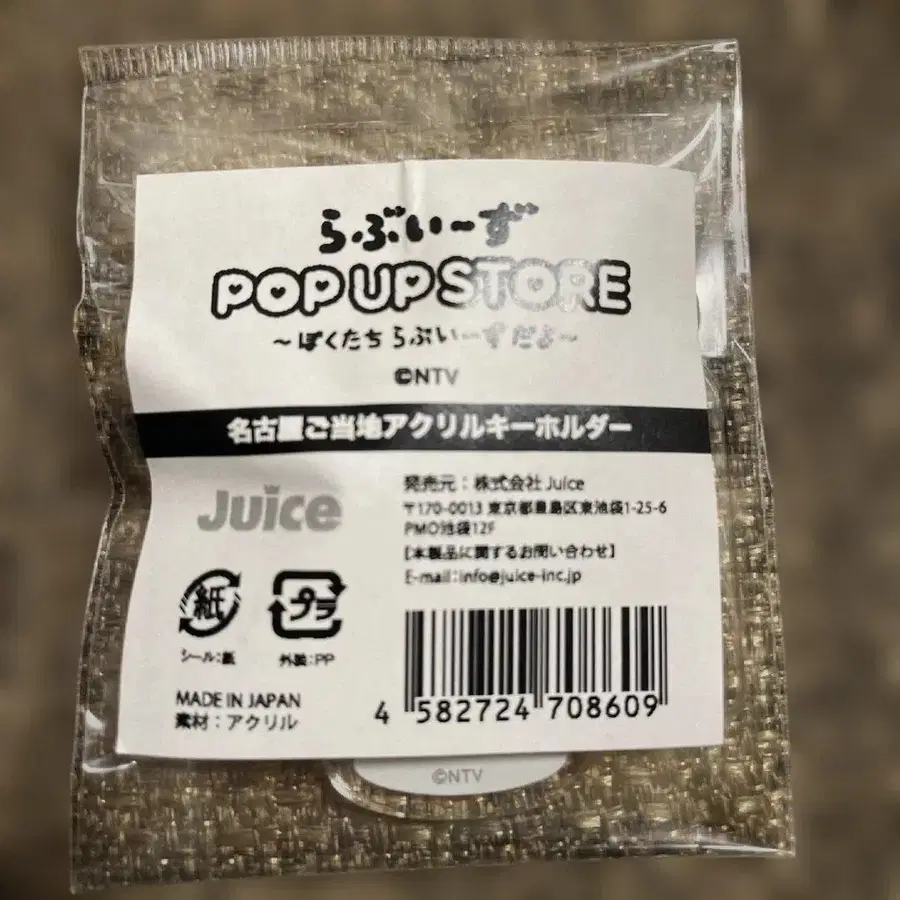 らぶいーず
POP UP STORE
～ぼくたち らぶいーず だよ～
©NTV
名古屋ご当地アクリルキーホルダー
Juice
発売元：株式会社 Juice
〒170-0013 東京都豊島区東池袋1-25-6
PMO池袋12F
【本製品に関するお問い合わせ】
E-mail:info@juice-inc.jp
紙
プラ
シール:紙
外装:PP
MADE IN JAPAN
素材：アクリル
4 582724 708609
©NTV